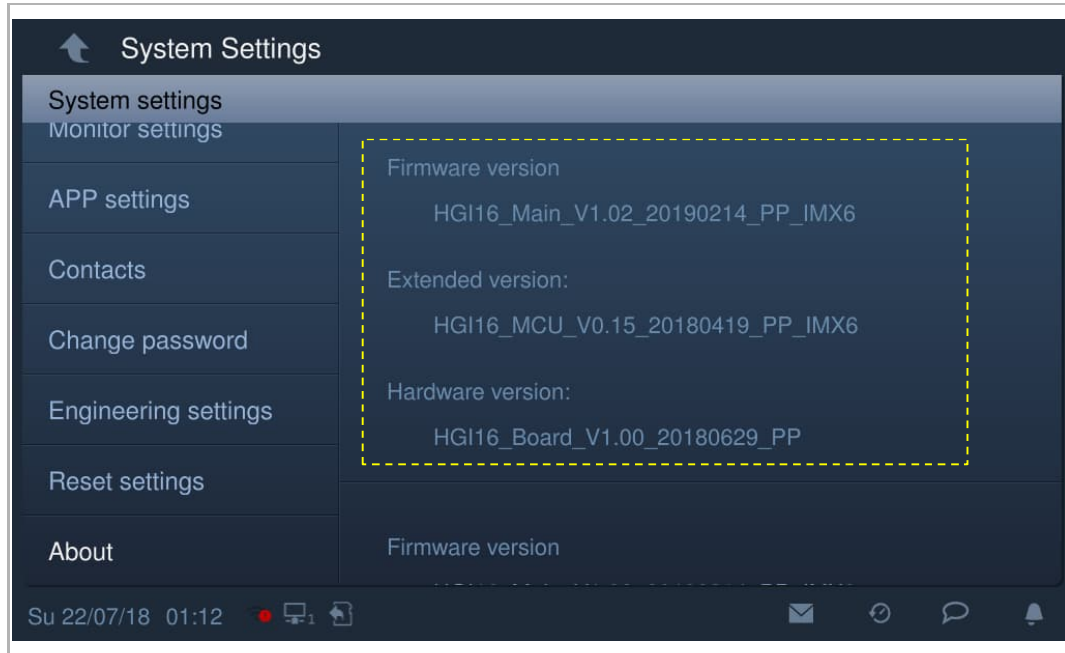 System Settings
System settings
Monitor settings
APP settings
Contacts
Change password
Engineering settings
Reset settings
About
Firmware version
HGI16_Main_V1.02_20190214_PP_IMX6
Extended version:
HGI16_MCU_V0.15_20180419_PP_IMX6
Hardware version:
HGI16_Board_V1.00_20180629_PP
Firmware version
Su 22/07/18 01:12
1